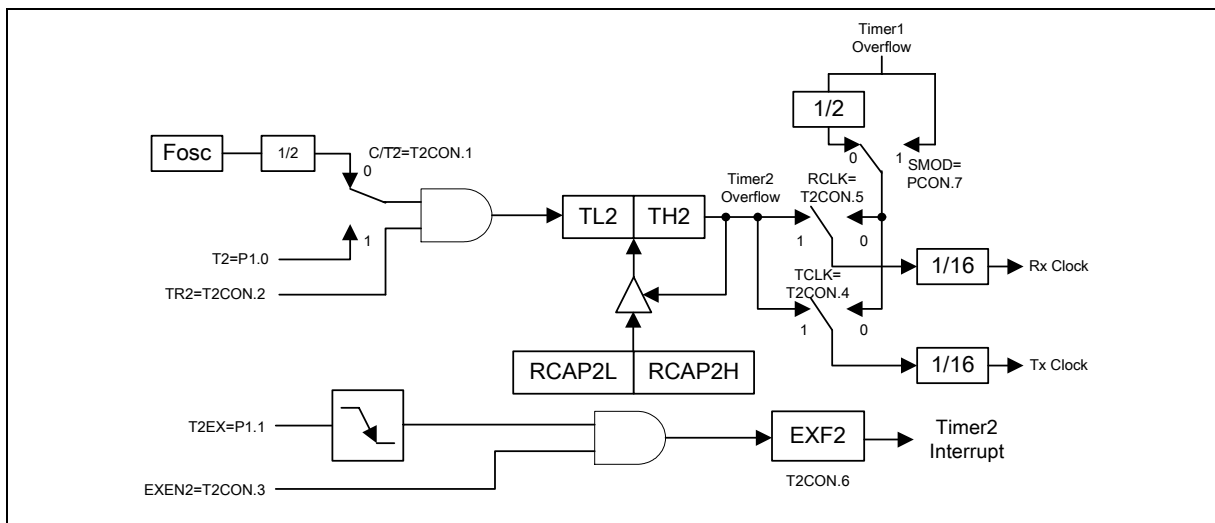 Timer1
Overflow
1/2
Fosc
1/2
C/T2=T2CON.1
0
0
1
SMOD=
PCON.7
Timer2
Overflow
RCLK=
T2CON.5
TL2
TH2
1
0
1
T2=P1.0
TR2=T2CON.2
1/16
Rx Clock
TCLK=
T2CON.4
1
0
RCAP2L
RCAP2H
1/16
Tx Clock
T2EX=P1.1
EXF2
Timer2
Interrupt
EXEN2=T2CON.3
T2CON.6